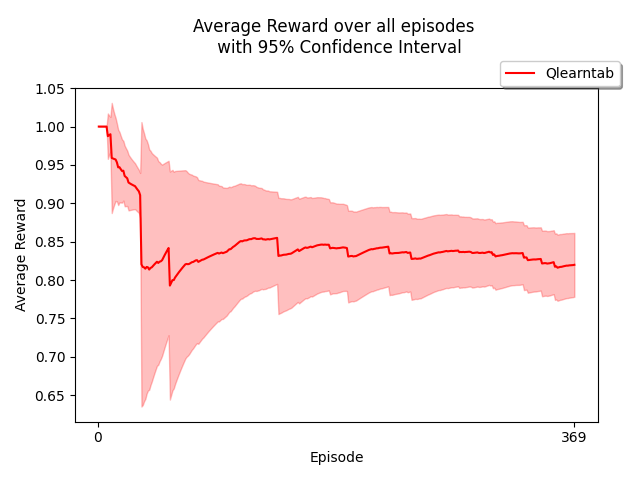 Average Reward over all episodes
with 95% Confidence Interval
Qlearntab
1.05
1.00
0.95
0.90
0.85
0.80
0.75
0.70
0.65
Average Reward
0
369
Episode